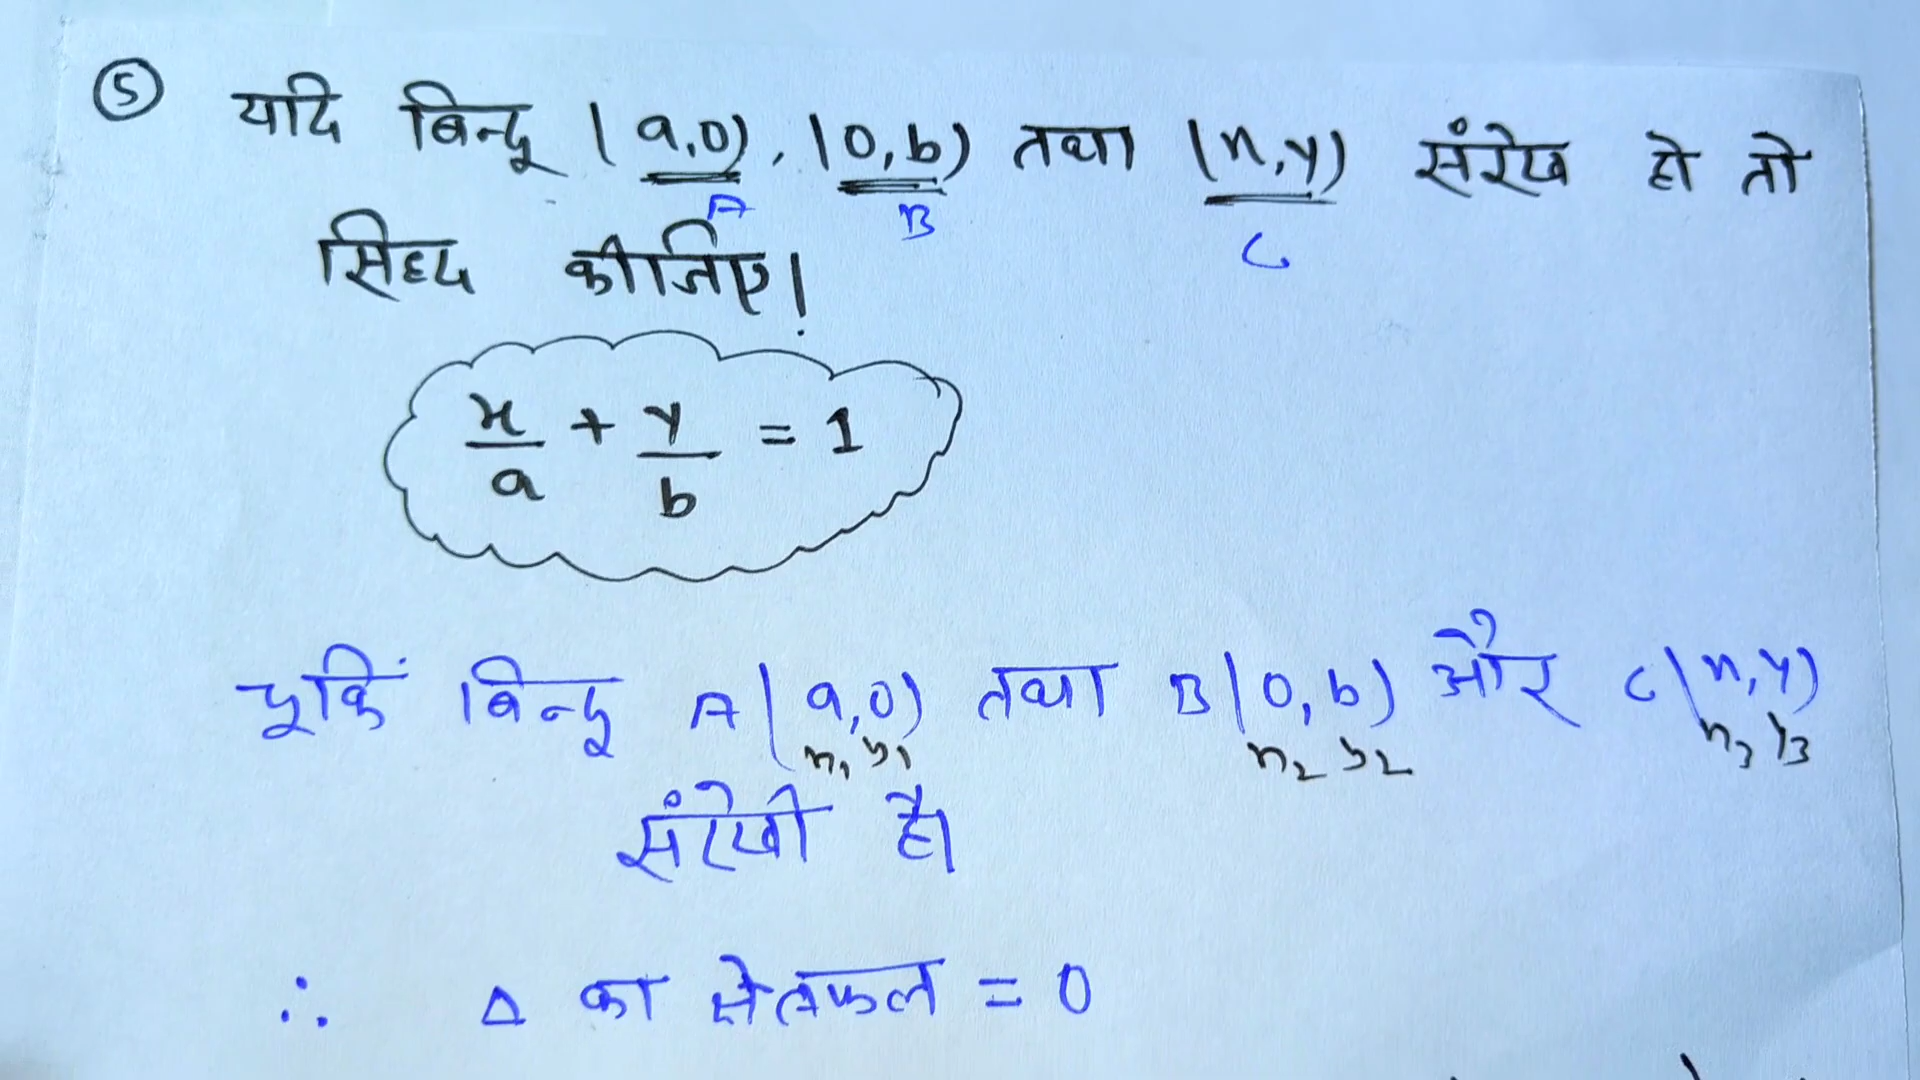 ⑤ यदि बिन्दू (a,0), (0,b) तथा (x,y) संरेख हो तो
A B C
सिध्द कीजिए!
x/a + y/b = 1
चूकिं बिन्दू A(a,0) तथा B(0,b) और C(x,y)
x₁ y₁ x₂ y₂ x₃ y₃
संरेखी है।
∴ Δ का क्षेत्रफल = 0